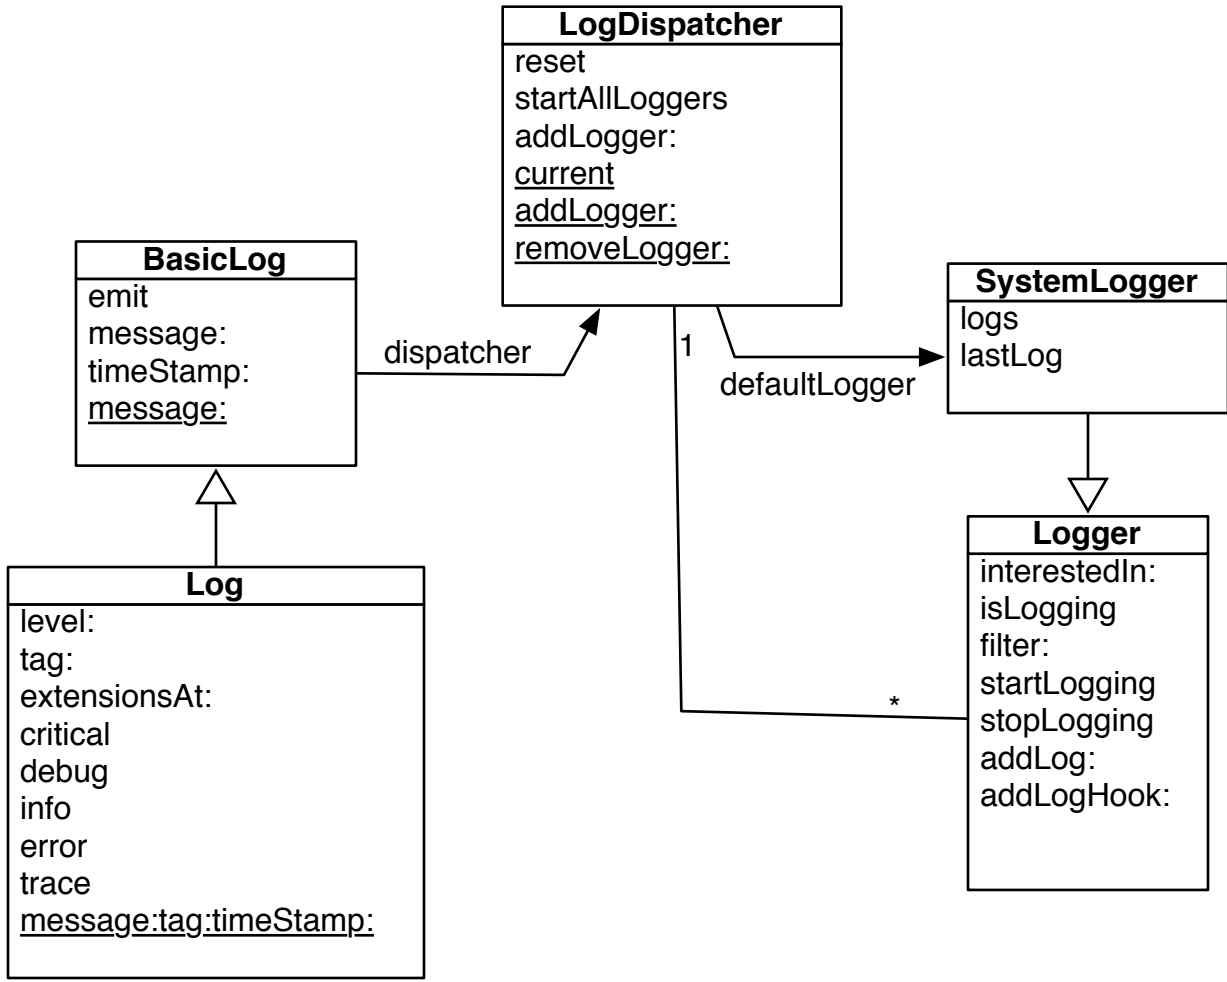 LogDispatcher
reset
startAllLoggers
addLogger:
current
addLogger:
removeLogger:
BasicLog
emit
message:
timeStamp:
message:
dispatcher
1
defaultLogger
SystemLogger
logs
lastLog
Log
level:
tag:
extensionsAt:
critical
debug
info
error
trace
message:tag:timeStamp:
*
Logger
interestedIn:
isLogging
filter:
startLogging
stopLogging
addLog:
addLogHook: